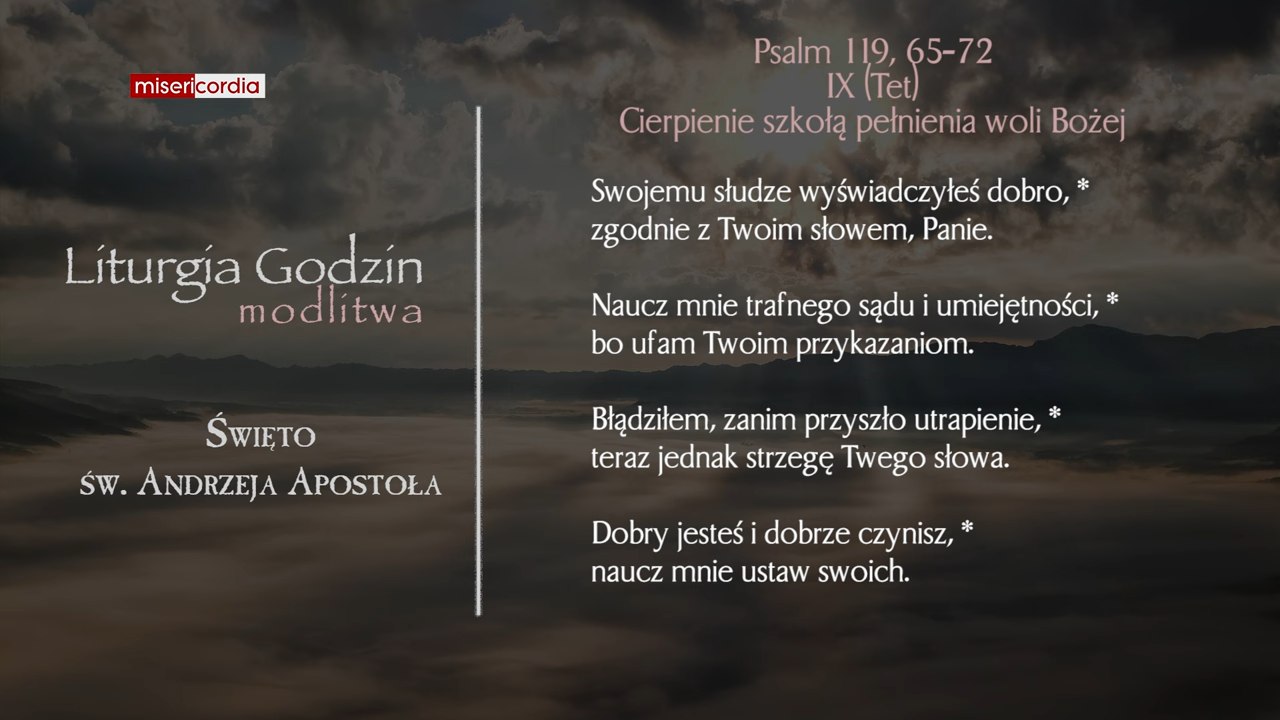 misericordia
Liturgia Godzin
modlitwa
Święto
św. Andrzeja Apostoła
Psalm 119, 65-72
IX (Tet)
Cierpienie szkołą pełnienia woli Bożej
Swojemu słudze wyświadczyłeś dobro, *
zgodnie z Twoim słowem, Panie.
Naucz mnie trafnego sądu i umiejętności, *
bo ufam Twoim przykazaniom.
Błądziłem, zanim przyszło utrapienie, *
teraz jednak strzegę Twego słowa.
Dobry jesteś i dobrze czynisz, *
naucz mnie ustaw swoich.